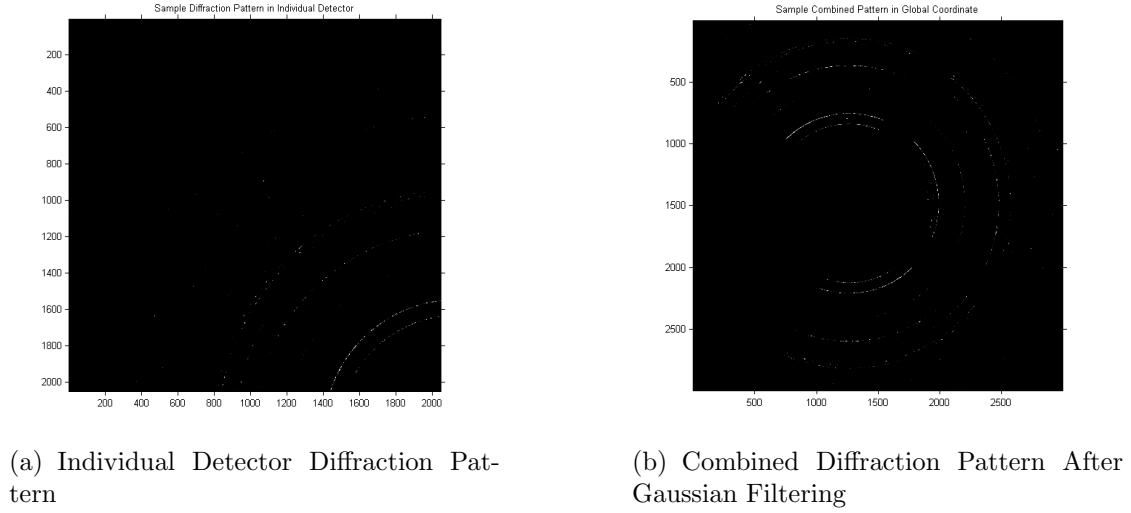 Sample Diffraction Pattern in Individual Detector
200
400
600
800
1000
1200
1400
1600
1800
2000
200 400 600 800 1000 1200 1400 1600 1800 2000
(a) Individual Detector Diffraction Pat-
tern
Sample Combined Pattern in Global Coordinate
500
1000
1500
2000
2500
500 1000 1500 2000 2500
(b) Combined Diffraction Pattern After
Gaussian Filtering